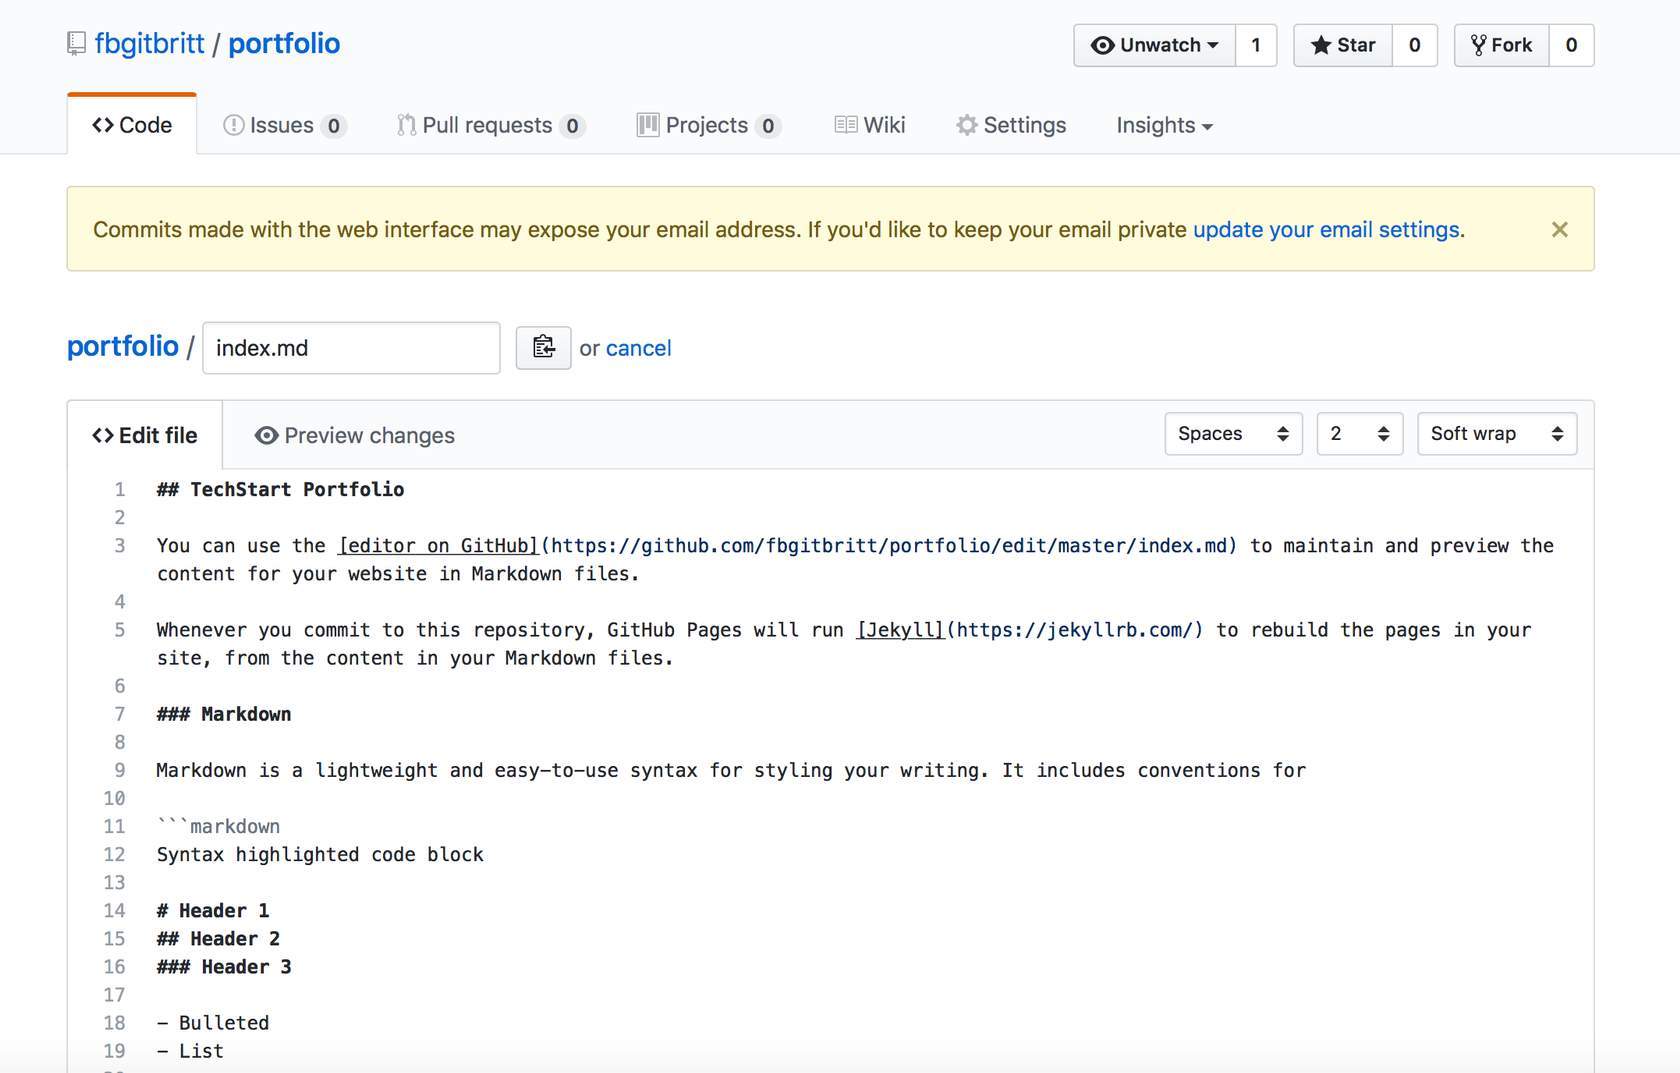 fbgitbritt / portfolio
Unwatch 1 Star 0 Fork 0
<> Code Issues 0 Pull requests 0 Projects 0 Wiki Settings Insights
Commits made with the web interface may expose your email address. If you'd like to keep your email private update your email settings.
portfolio / index.md or cancel
<> Edit file Preview changes Spaces 2 Soft wrap
1 ## TechStart Portfolio
2
3 You can use the [editor on GitHub](https://github.com/fbgitbritt/portfolio/edit/master/index.md) to maintain and preview the
content for your website in Markdown files.
4
5 Whenever you commit to this repository, GitHub Pages will run [Jekyll](https://jekyllrb.com/) to rebuild the pages in your
site, from the content in your Markdown files.
6
7 ### Markdown
8
9 Markdown is a lightweight and easy-to-use syntax for styling your writing. It includes conventions for
10
11 ```markdown
12 Syntax highlighted code block
13
14 # Header 1
15 ## Header 2
16 ### Header 3
17
18 - Bulleted
19 - List